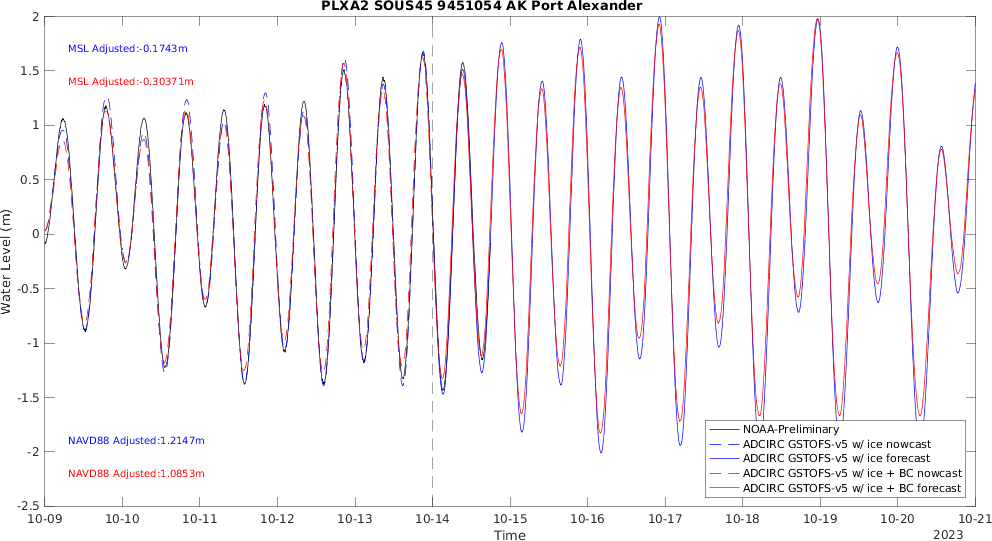 PLXA2 SOUS45 9451054 AK Port Alexander
MSL Adjusted:-0.1743m
MSL Adjusted:-0.30371m
NAVD88 Adjusted:1.2147m
NAVD88 Adjusted:1.0853m
Water Level (m)
2
1.5
1
0.5
0
-0.5
-1
-1.5
-2
-2.5
NOAA-Preliminary
ADCIRC GSTOFS-v5 w/ ice nowcast
ADCIRC GSTOFS-v5 w/ ice forecast
ADCIRC GSTOFS-v5 w/ ice + BC nowcast
ADCIRC GSTOFS-v5 w/ ice + BC forecast
10-09 10-10 10-11 10-12 10-13 10-14 10-15 10-16 10-17 10-18 10-19 10-20 10-21
Time
2023